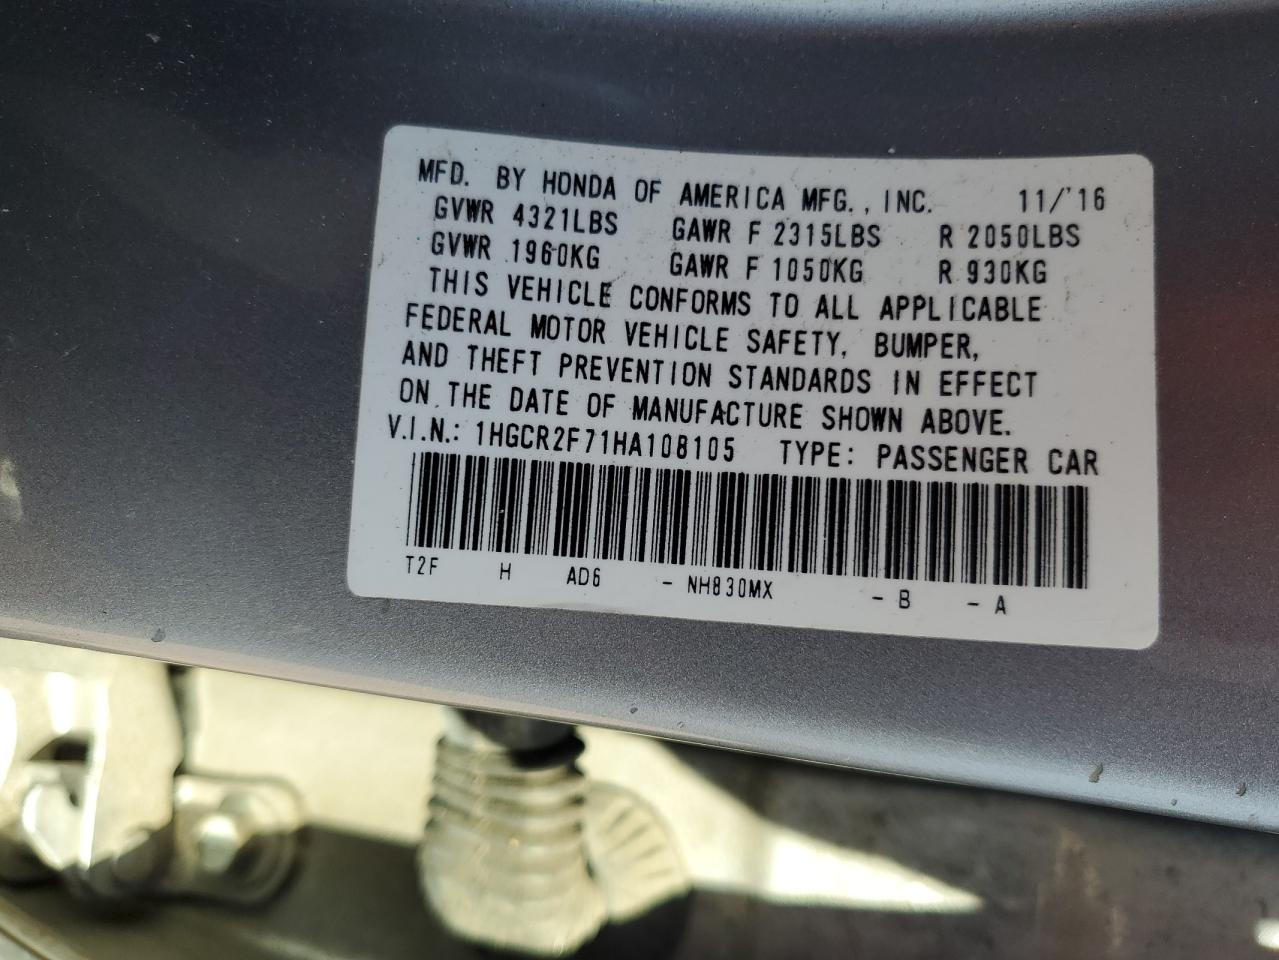 MFD. BY HONDA OF AMERICA MFG., INC. 11/'16
GVWR 4321LBS GAWR F 2315LBS R 2050LBS
GVWR 1960KG GAWR F 1050KG R 930KG
THIS VEHICLE CONFORMS TO ALL APPLICABLE
FEDERAL MOTOR VEHICLE SAFETY, BUMPER,
AND THEFT PREVENTION STANDARDS IN EFFECT
ON THE DATE OF MANUFACTURE SHOWN ABOVE.
V.I.N.: 1HGCR2F71HA108105 TYPE: PASSENGER CAR
T2F H AD6 - NH830MX - B - A